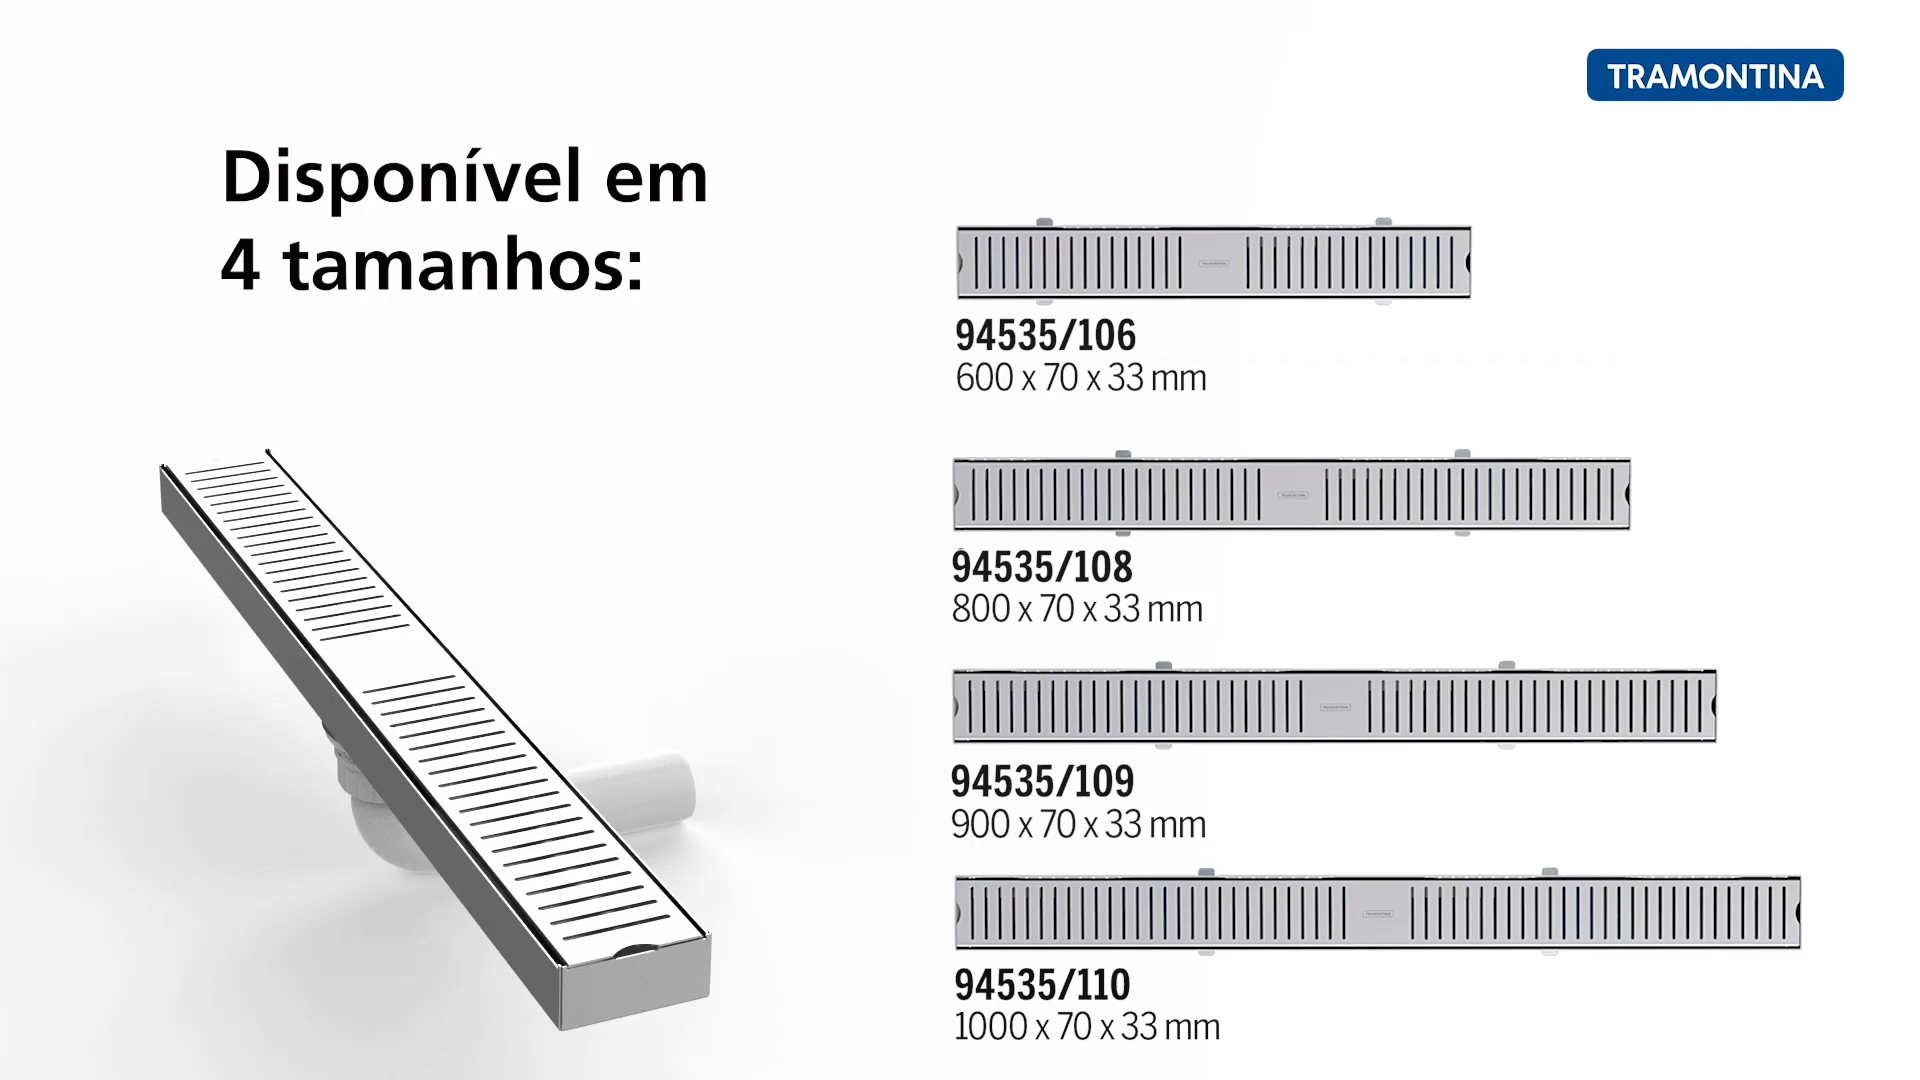 TRAMONTINA
Disponível em
4 tamanhos:
94535/106
600 x 70 x 33 mm
94535/108
800 x 70 x 33 mm
94535/109
900 x 70 x 33 mm
94535/110
1000 x 70 x 33 mm